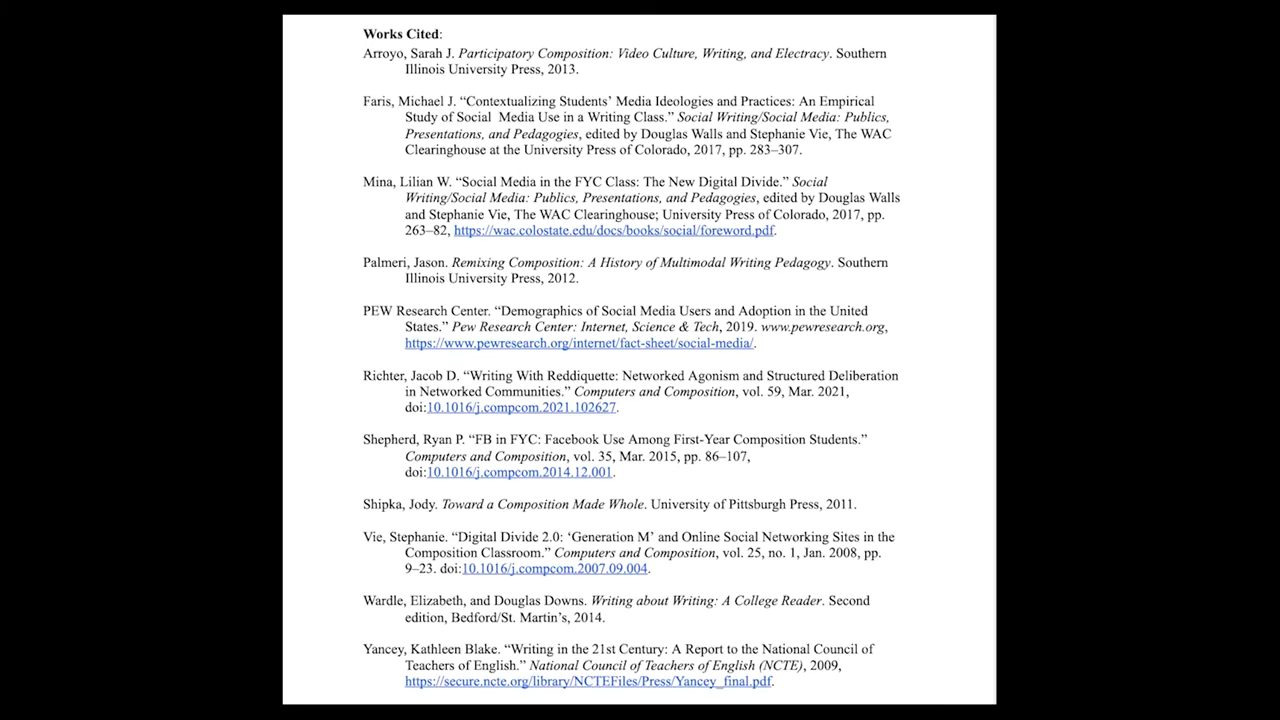 Works Cited:
Arroyo, Sarah J. Participatory Composition: Video Culture, Writing, and Electracy. Southern
Illinois University Press, 2013.
Faris, Michael J. “Contextualizing Students’ Media Ideologies and Practices: An Empirical
Study of Social Media Use in a Writing Class.” Social Writing/Social Media: Publics,
Presentations, and Pedagogies, edited by Douglas Walls and Stephanie Vie, The WAC
Clearinghouse at the University Press of Colorado, 2017, pp. 283–307.
Mina, Lilian W. “Social Media in the FYC Class: The New Digital Divide.” Social
Writing/Social Media: Publics, Presentations, and Pedagogies, edited by Douglas Walls
and Stephanie Vie, The WAC Clearinghouse; University Press of Colorado, 2017, pp.
263–82, https://wac.colostate.edu/docs/books/social/foreword.pdf.
Palmeri, Jason. Remixing Composition: A History of Multimodal Writing Pedagogy. Southern
Illinois University Press, 2012.
PEW Research Center. “Demographics of Social Media Users and Adoption in the United
States.” Pew Research Center: Internet, Science & Tech, 2019. www.pewresearch.org,
https://www.pewresearch.org/internet/fact-sheet/social-media/.
Richter, Jacob D. “Writing With Reddiquette: Networked Agonism and Structured Deliberation
in Networked Communities.” Computers and Composition, vol. 59, Mar. 2021,
doi:10.1016/j.compcom.2021.102627.
Shepherd, Ryan P. “FB in FYC: Facebook Use Among First-Year Composition Students.”
Computers and Composition, vol. 35, Mar. 2015, pp. 86–107,
doi:10.1016/j.compcom.2014.12.001.
Shipka, Jody. Toward a Composition Made Whole. University of Pittsburgh Press, 2011.
Vie, Stephanie. “Digital Divide 2.0: ‘Generation M’ and Online Social Networking Sites in the
Composition Classroom.” Computers and Composition, vol. 25, no. 1, Jan. 2008, pp.
9–23. doi:10.1016/j.compcom.2007.09.004.
Wardle, Elizabeth, and Douglas Downs. Writing about Writing: A College Reader. Second
edition, Bedford/St. Martin’s, 2014.
Yancey, Kathleen Blake. “Writing in the 21st Century: A Report to the National Council of
Teachers of English.” National Council of Teachers of English (NCTE), 2009,
https://secure.ncte.org/library/NCTEFiles/Press/Yancey_final.pdf.